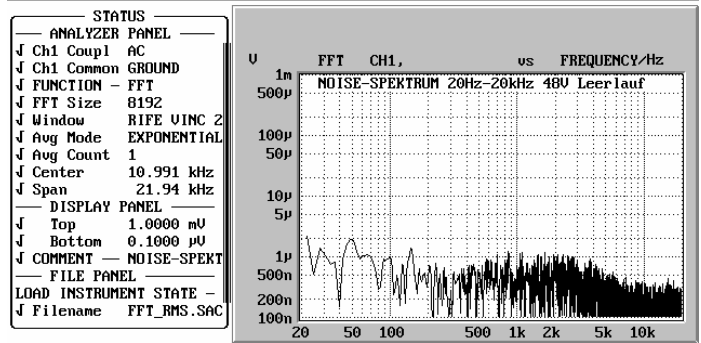 STATUS
ANALYZER PANEL
√ Ch1 Coupl AC
√ Ch1 Common GROUND
√ FUNCTION – FFT
√ FFT Size 8192
√ Window RIFE VINC 2
√ Avg Mode EXPONENTIAL
√ Avg Count 1
√ Center 10.991 kHz
√ Span 21.94 kHz
DISPLAY PANEL
√ Top 1.0000 mV
√ Bottom 0.1000 µV
√ COMMENT — NOISE-SPEKT
FILE PANEL
LOAD INSTRUMENT STATE –
√ Filename FFT_RMS.SAC
V FFT CH1, vs FREQUENCY/Hz
NOISE-SPEKTRUM 20Hz-20kHz 48V Leerlauf
1m
500µ
100µ
50µ
10µ
5µ
1µ
500n
200n
100n
20 50 100 500 1k 2k 5k 10k